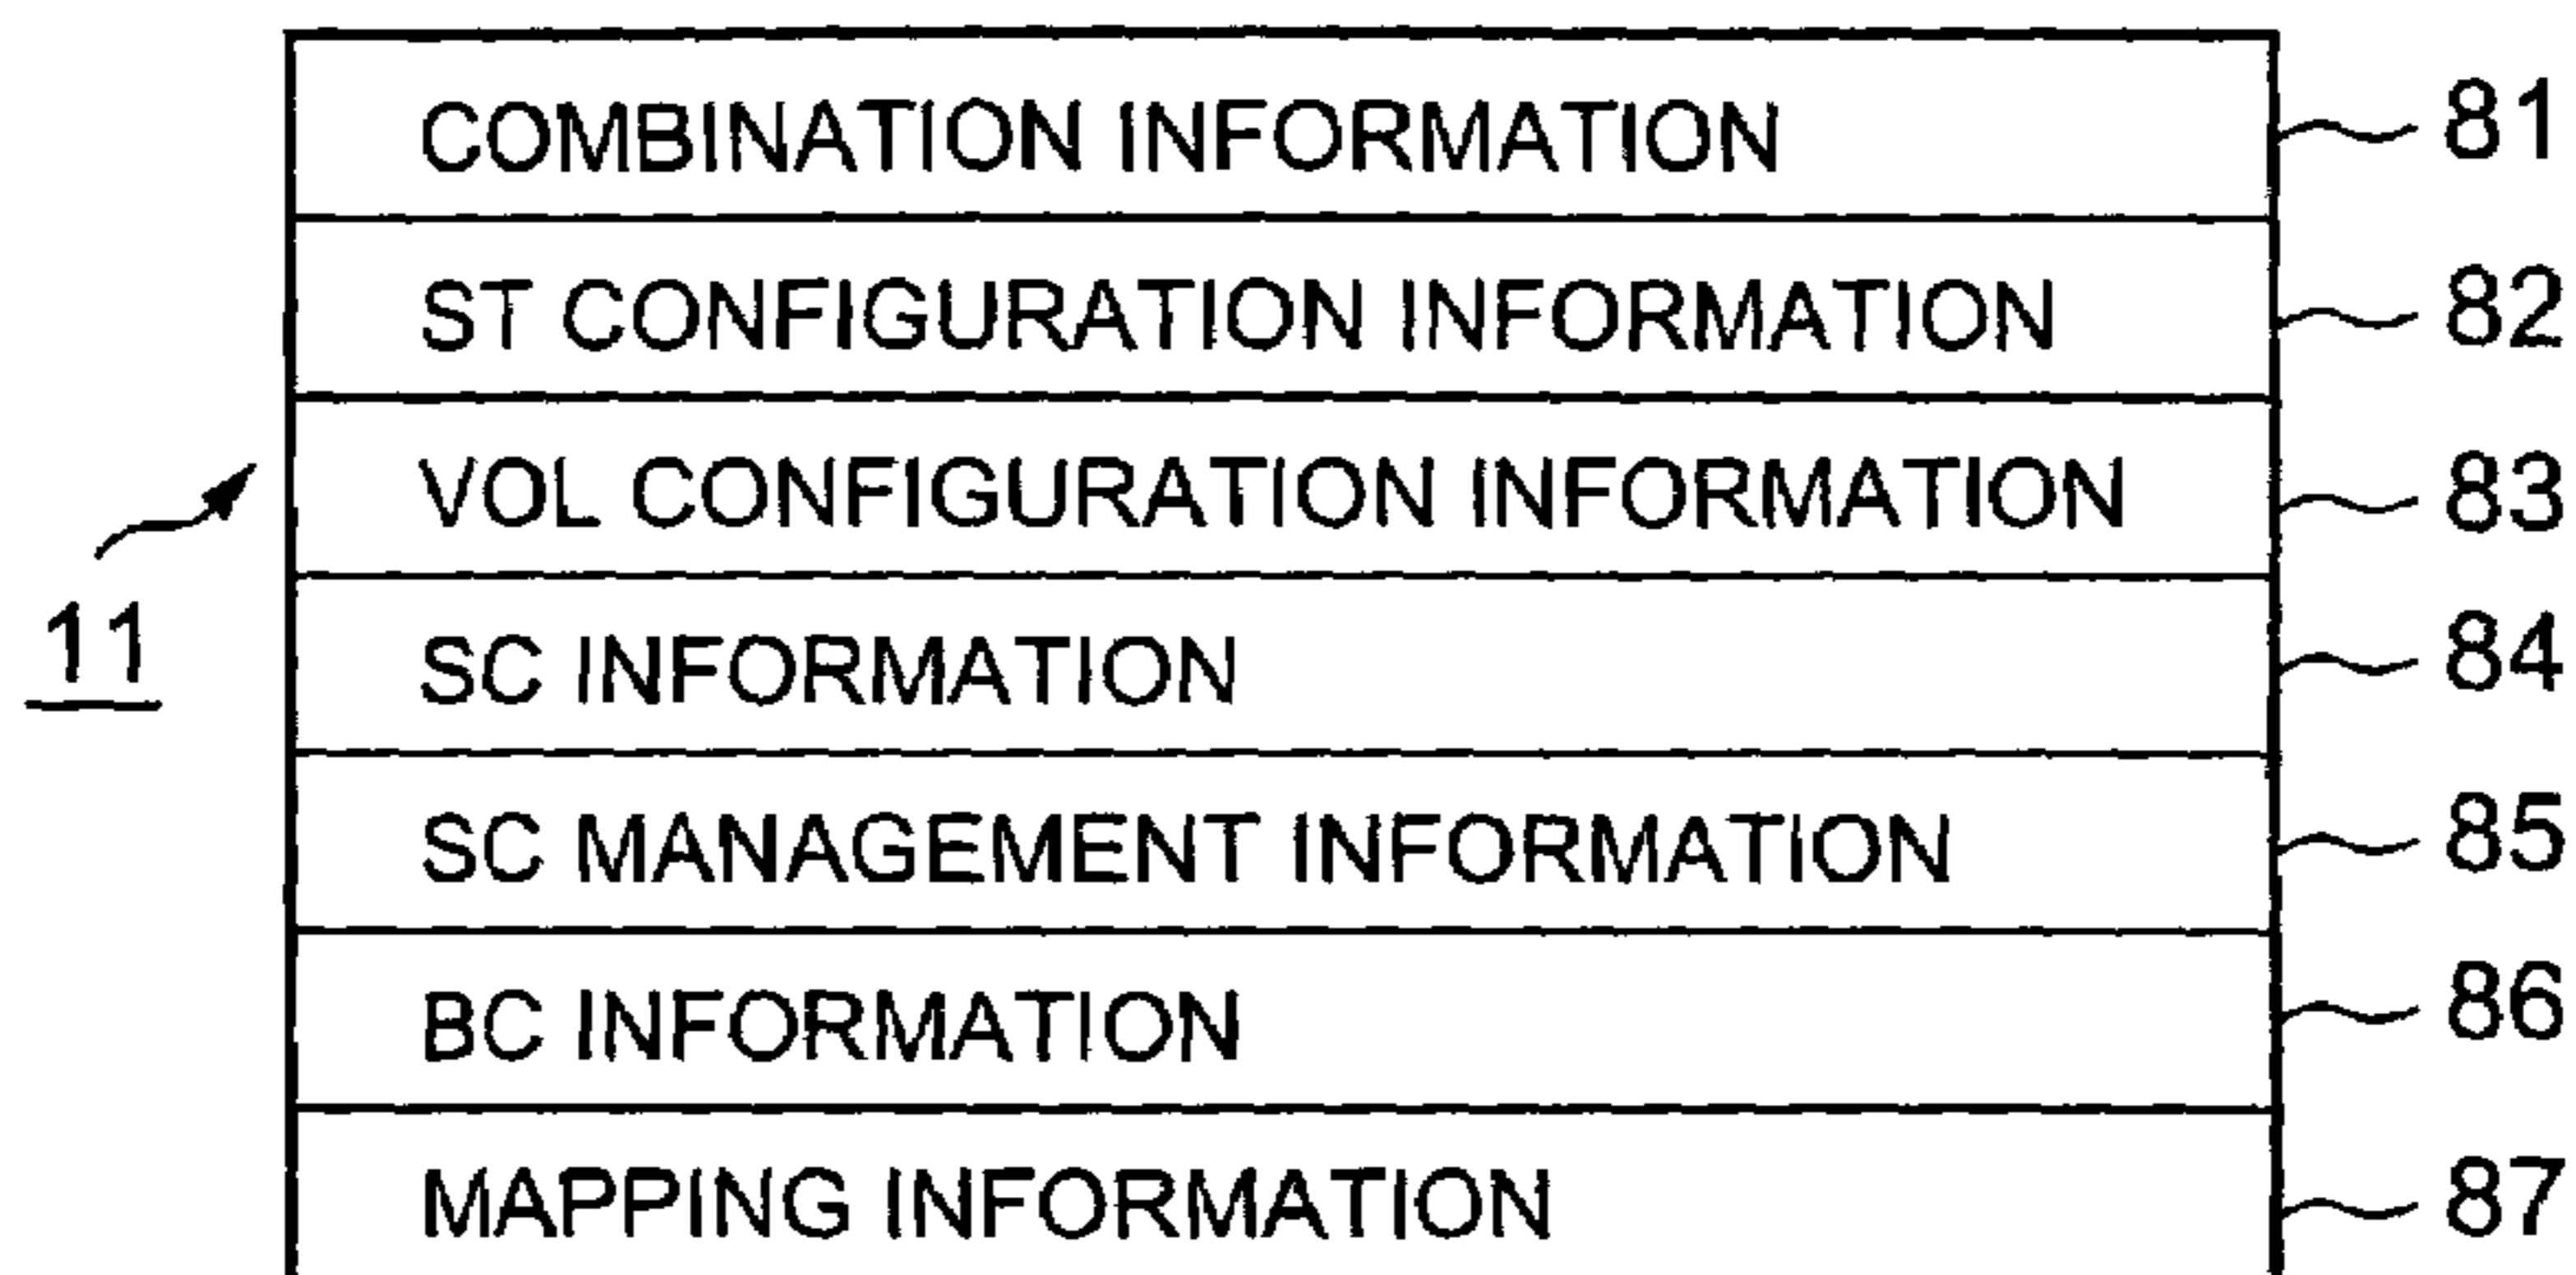 COMBINATION INFORMATION 81
ST CONFIGURATION INFORMATION 82
VOL CONFIGURATION INFORMATION 83
11
SC INFORMATION 84
SC MANAGEMENT INFORMATION 85
BC INFORMATION 86
MAPPING INFORMATION 87